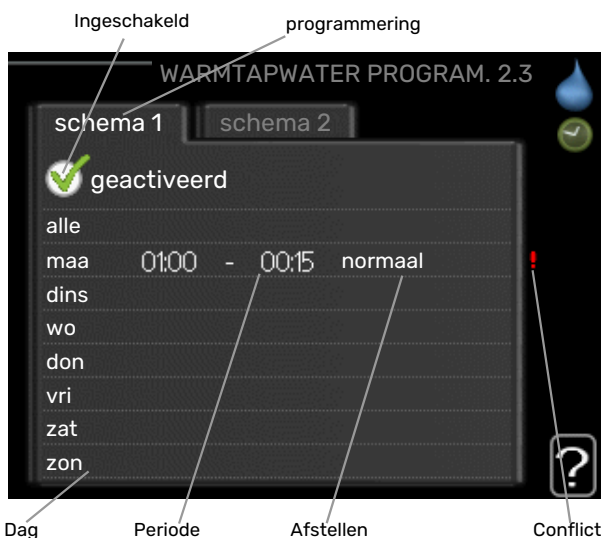 Ingeschakeld
programmering
WARMTAPWATER PROGRAM. 2.3
schema 1 schema 2
geactiveerd
alle
maa 01:00 - 00:15 normaal !
dins
wo
don
vri
zat
zon
?
Dag Periode Afstellen Conflict